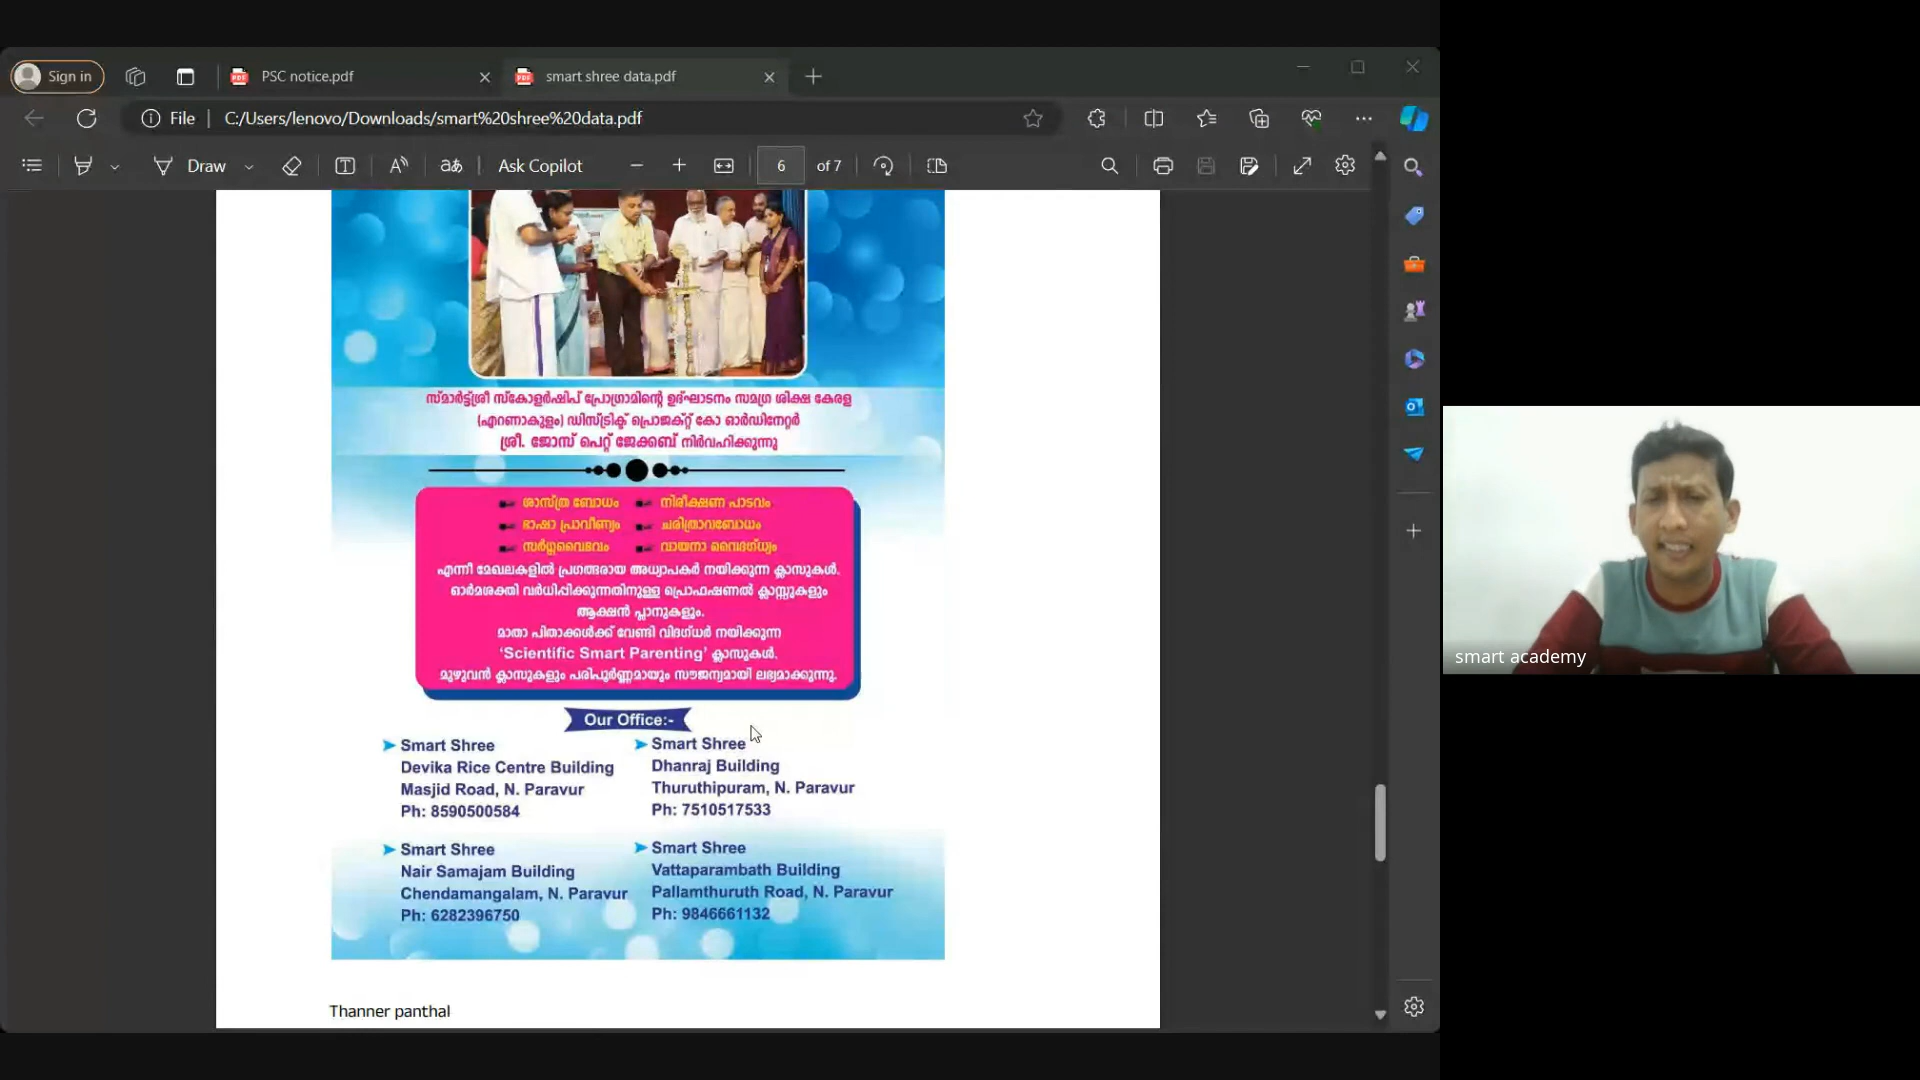 Sign in
PSC notice.pdf
smart shree data.pdf
File
C:/Users/lenovo/Downloads/smart%20shree%20data.pdf
Draw
aあ
Ask Copilot
6
of 7
സ്മാർട്ട്ശ്രീ സ്കോളർഷിപ് പ്രോഗ്രാമിന്റെ ഉദ്ഘാടനം സമഗ്ര ശിക്ഷ കേരള
(എറണാകുളം) ഡിസ്ട്രിക്ട് പ്രൊജക്റ്റ് കോ ഓർഡിനേറ്റർ
ശ്രീ. ജോസ് പെറ്റ് ജേക്കബ് നിർവഹിക്കുന്നു
ശാസ്ത്ര ബോധം
നിരീക്ഷണ പാടവം
ഭാഷാ പ്രാവീണ്യം
ചരിത്രാവബോധം
സർഗ്ഗവൈഭവം
വായനാ വൈദഗ്ധ്യം
എന്നീ മേഖലകളിൽ പ്രഗത്ഭരായ അധ്യാപകർ നയിക്കുന്ന ക്ലാസുകൾ.
ഓർമശക്തി വർധിപ്പിക്കുന്നതിനുള്ള പ്രൊഫഷണൽ ക്ലാസ്സുകളും
ആക്ഷൻ പ്ലാനുകളും.
മാതാ പിതാക്കൾക്ക് വേണ്ടി വിദഗ്ധർ നയിക്കുന്ന
‘Scientific Smart Parenting’ ക്ലാസുകൾ.
മുഴുവൻ ക്ലാസുകളും പരിപൂർണ്ണമായും സൗജന്യമായി ലഭ്യമാക്കുന്നു.
Our Office:-
Smart Shree
Devika Rice Centre Building
Masjid Road, N. Paravur
Ph: 8590500584
Smart Shree
Dhanraj Building
Thuruthipuram, N. Paravur
Ph: 7510517533
Smart Shree
Nair Samajam Building
Chendamangalam, N. Paravur
Ph: 6282396750
Smart Shree
Vattaparambath Building
Pallamthuruth Road, N. Paravur
Ph: 9846661132
Thanner panthal
smart academy